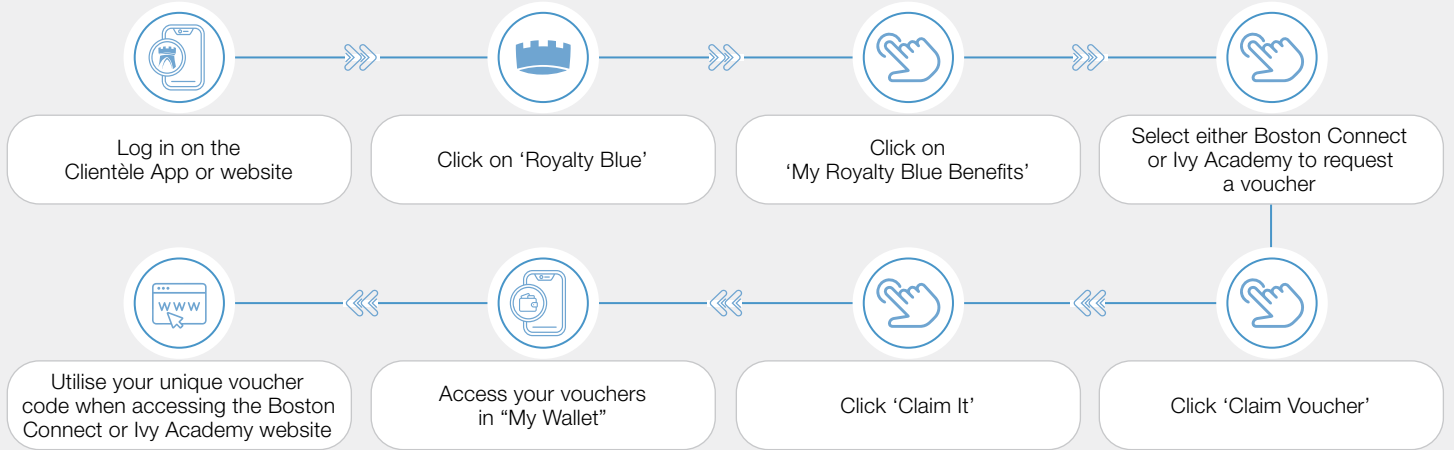 Log in on the
Clientèle App or website
Click on ‘Royalty Blue’
Click on
‘My Royalty Blue Benefits’
Select either Boston Connect
or Ivy Academy to request
a voucher
Click ‘Claim Voucher’
Click ‘Claim It’
Access your vouchers
in “My Wallet”
www
Utilise your unique voucher
code when accessing the Boston
Connect or Ivy Academy website